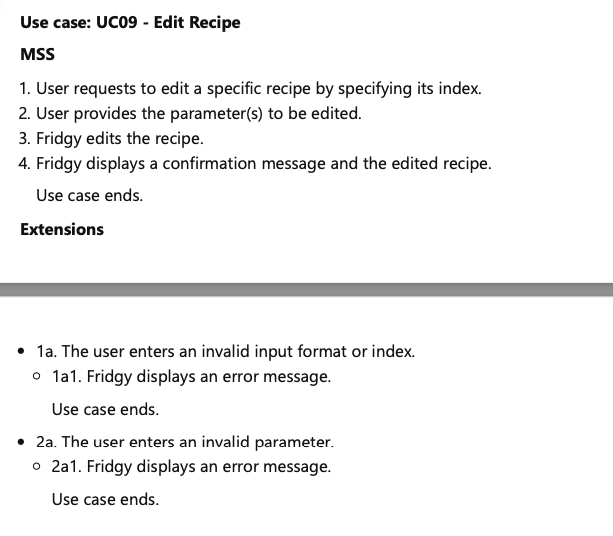 Use case: UC09 - Edit Recipe
MSS
1. User requests to edit a specific recipe by specifying its index.
2. User provides the parameter(s) to be edited.
3. Fridgy edits the recipe.
4. Fridgy displays a confirmation message and the edited recipe.
Use case ends.
Extensions
• 1a. The user enters an invalid input format or index.
○ 1a1. Fridgy displays an error message.
Use case ends.
• 2a. The user enters an invalid parameter.
○ 2a1. Fridgy displays an error message.
Use case ends.